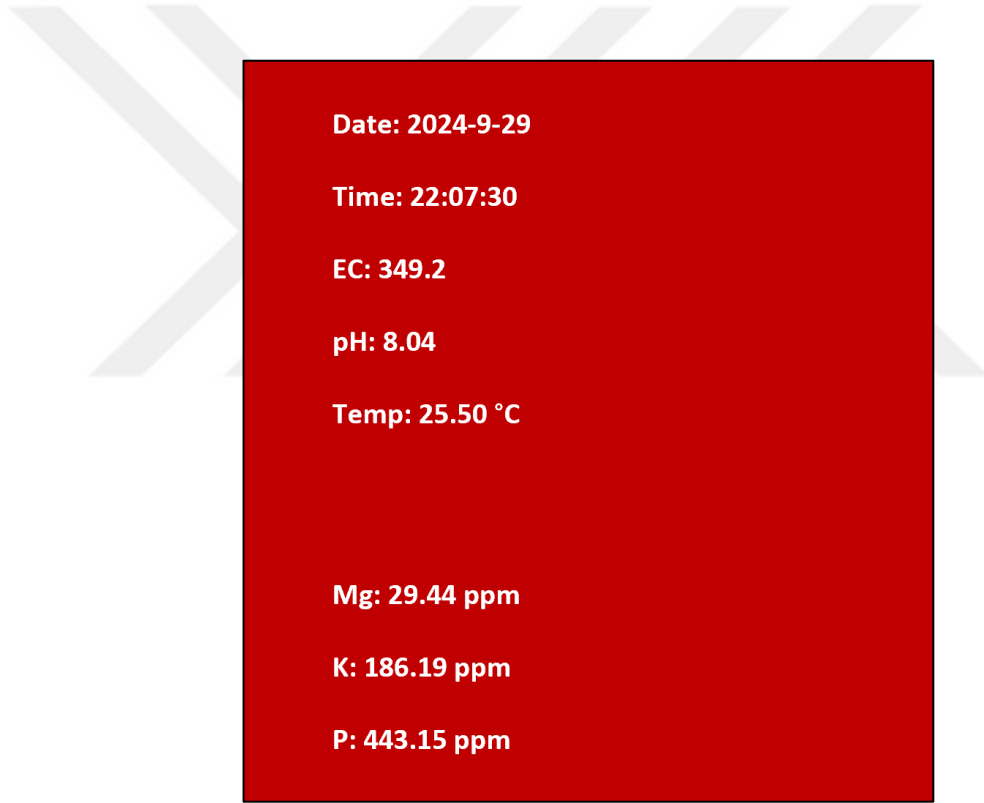 Date: 2024-9-29
Time: 22:07:30
EC: 349.2
pH: 8.04
Temp: 25.50 °C
Mg: 29.44 ppm
K: 186.19 ppm
P: 443.15 ppm